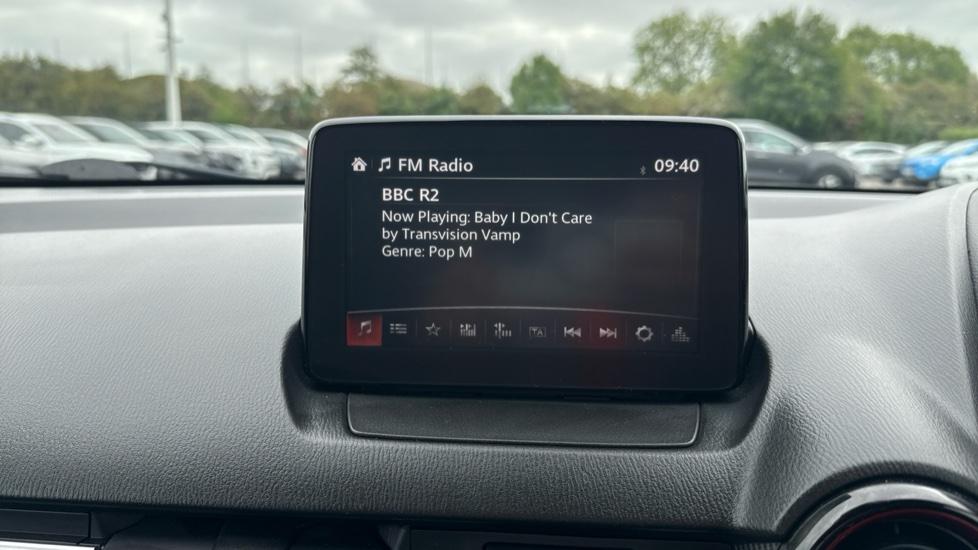 FM Radio
09:40
BBC R2
Now Playing: Baby I Don't Care
by Transvision Vamp
Genre: Pop M
TA